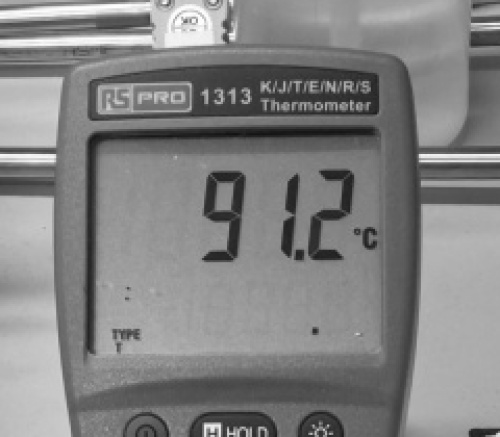 RS PRO 1313 K/J/T/E/N/R/S
Thermometer
91.2 °C
TYPE
T
H HOLD